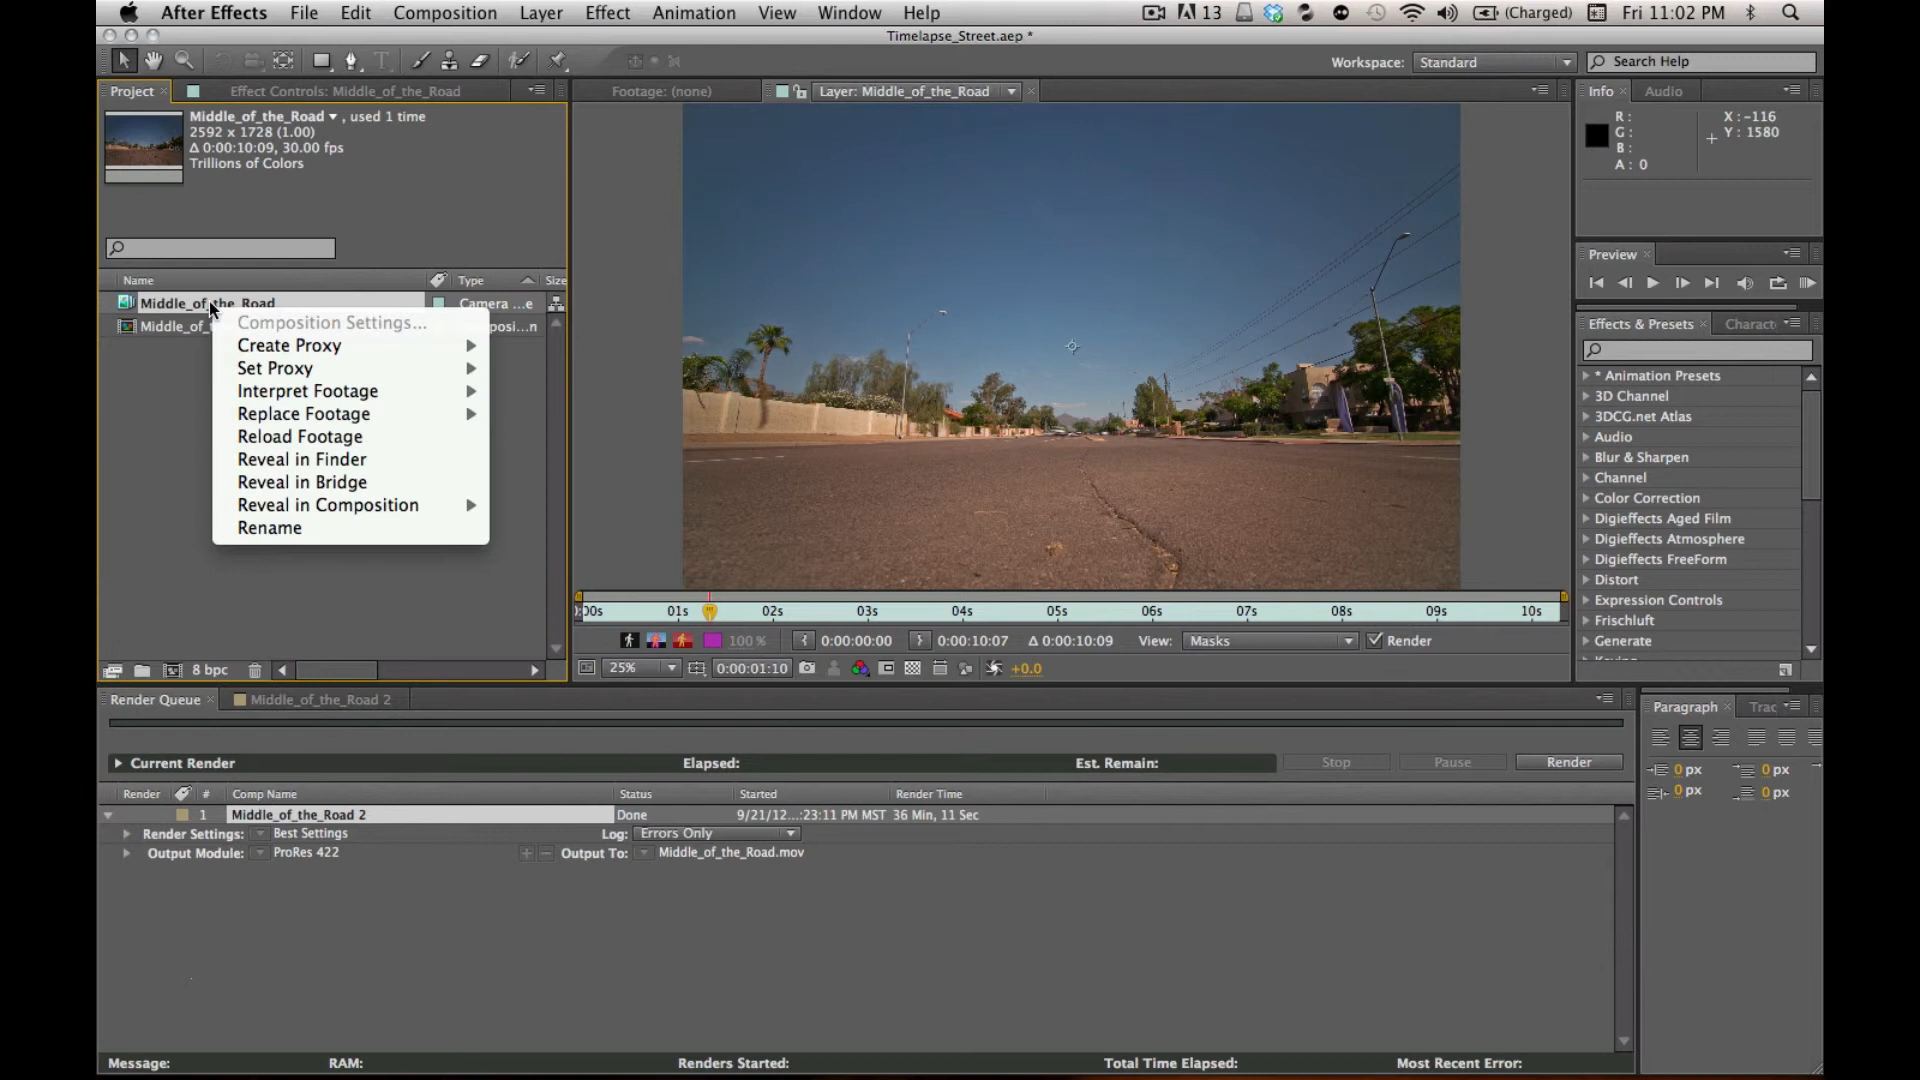 After Effects File Edit Composition Layer Effect Animation View Window Help 13 (Charged) Fri 11:02 PM
Timelapse_Street.aep *
Workspace: Standard Search Help
Project Effect Controls: Middle_of_the_Road Footage: (none) Layer: Middle_of_the_Road Info Audio
Middle_of_the_Road , used 1 time
2592 x 1728 (1.00)
Δ 0:00:10:09, 30.00 fps
Trillions of Colors
R :
G :
B :
A : 0
X : -116
Y : 1580
Name Type Size
Middle_of_the_Road Camera ...e
Middle_of_t posi...n
Composition Settings...
Create Proxy
Set Proxy
Interpret Footage
Replace Footage
Reload Footage
Reveal in Finder
Reveal in Bridge
Reveal in Composition
Rename
8 bpc
:00s 01s 02s 03s 04s 05s 06s 07s 08s 09s 10s
100 % 0:00:00:00 0:00:10:07 Δ 0:00:10:09 View: Masks Render
25% 0:00:01:10 +0.0
Preview
Effects & Presets Charact
* Animation Presets
3D Channel
3DCG.net Atlas
Audio
Blur & Sharpen
Channel
Color Correction
Digieffects Aged Film
Digieffects Atmosphere
Digieffects FreeForm
Distort
Expression Controls
Frischluft
Generate
Render Queue Middle_of_the_Road 2
Current Render Elapsed: Est. Remain: Stop Pause Render
Render # Comp Name Status Started Render Time
1 Middle_of_the_Road 2 Done 9/21/12...:23:11 PM MST 36 Min, 11 Sec
Render Settings: Best Settings Log: Errors Only
Output Module: ProRes 422 Output To: Middle_of_the_Road.mov
Paragraph Trac
0 px 0 px
0 px 0 px
Message: RAM: Renders Started: Total Time Elapsed: Most Recent Error: